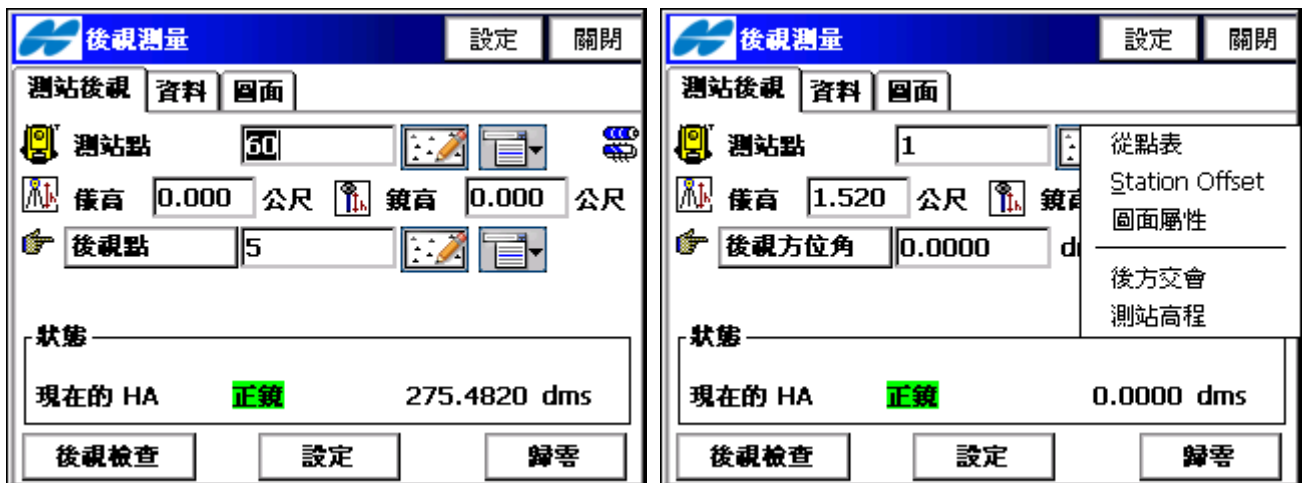 後視測量 設定 關閉
測站後視 資料 圖面
測站點 60
儀高 0.000 公尺 鏡高 0.000 公尺
後視點 5
狀態
現在的 HA 正鏡 275.4820 dms
後視檢查 設定 歸零
後視測量 設定 關閉
測站後視 資料 圖面
測站點 1
儀高 1.520 公尺 鏡高
後視方位角 0.0000
從點表
Station Offset
圖面屬性
後方交會
測站高程
狀態
現在的 HA 正鏡 0.0000 dms
後視檢查 設定 歸零